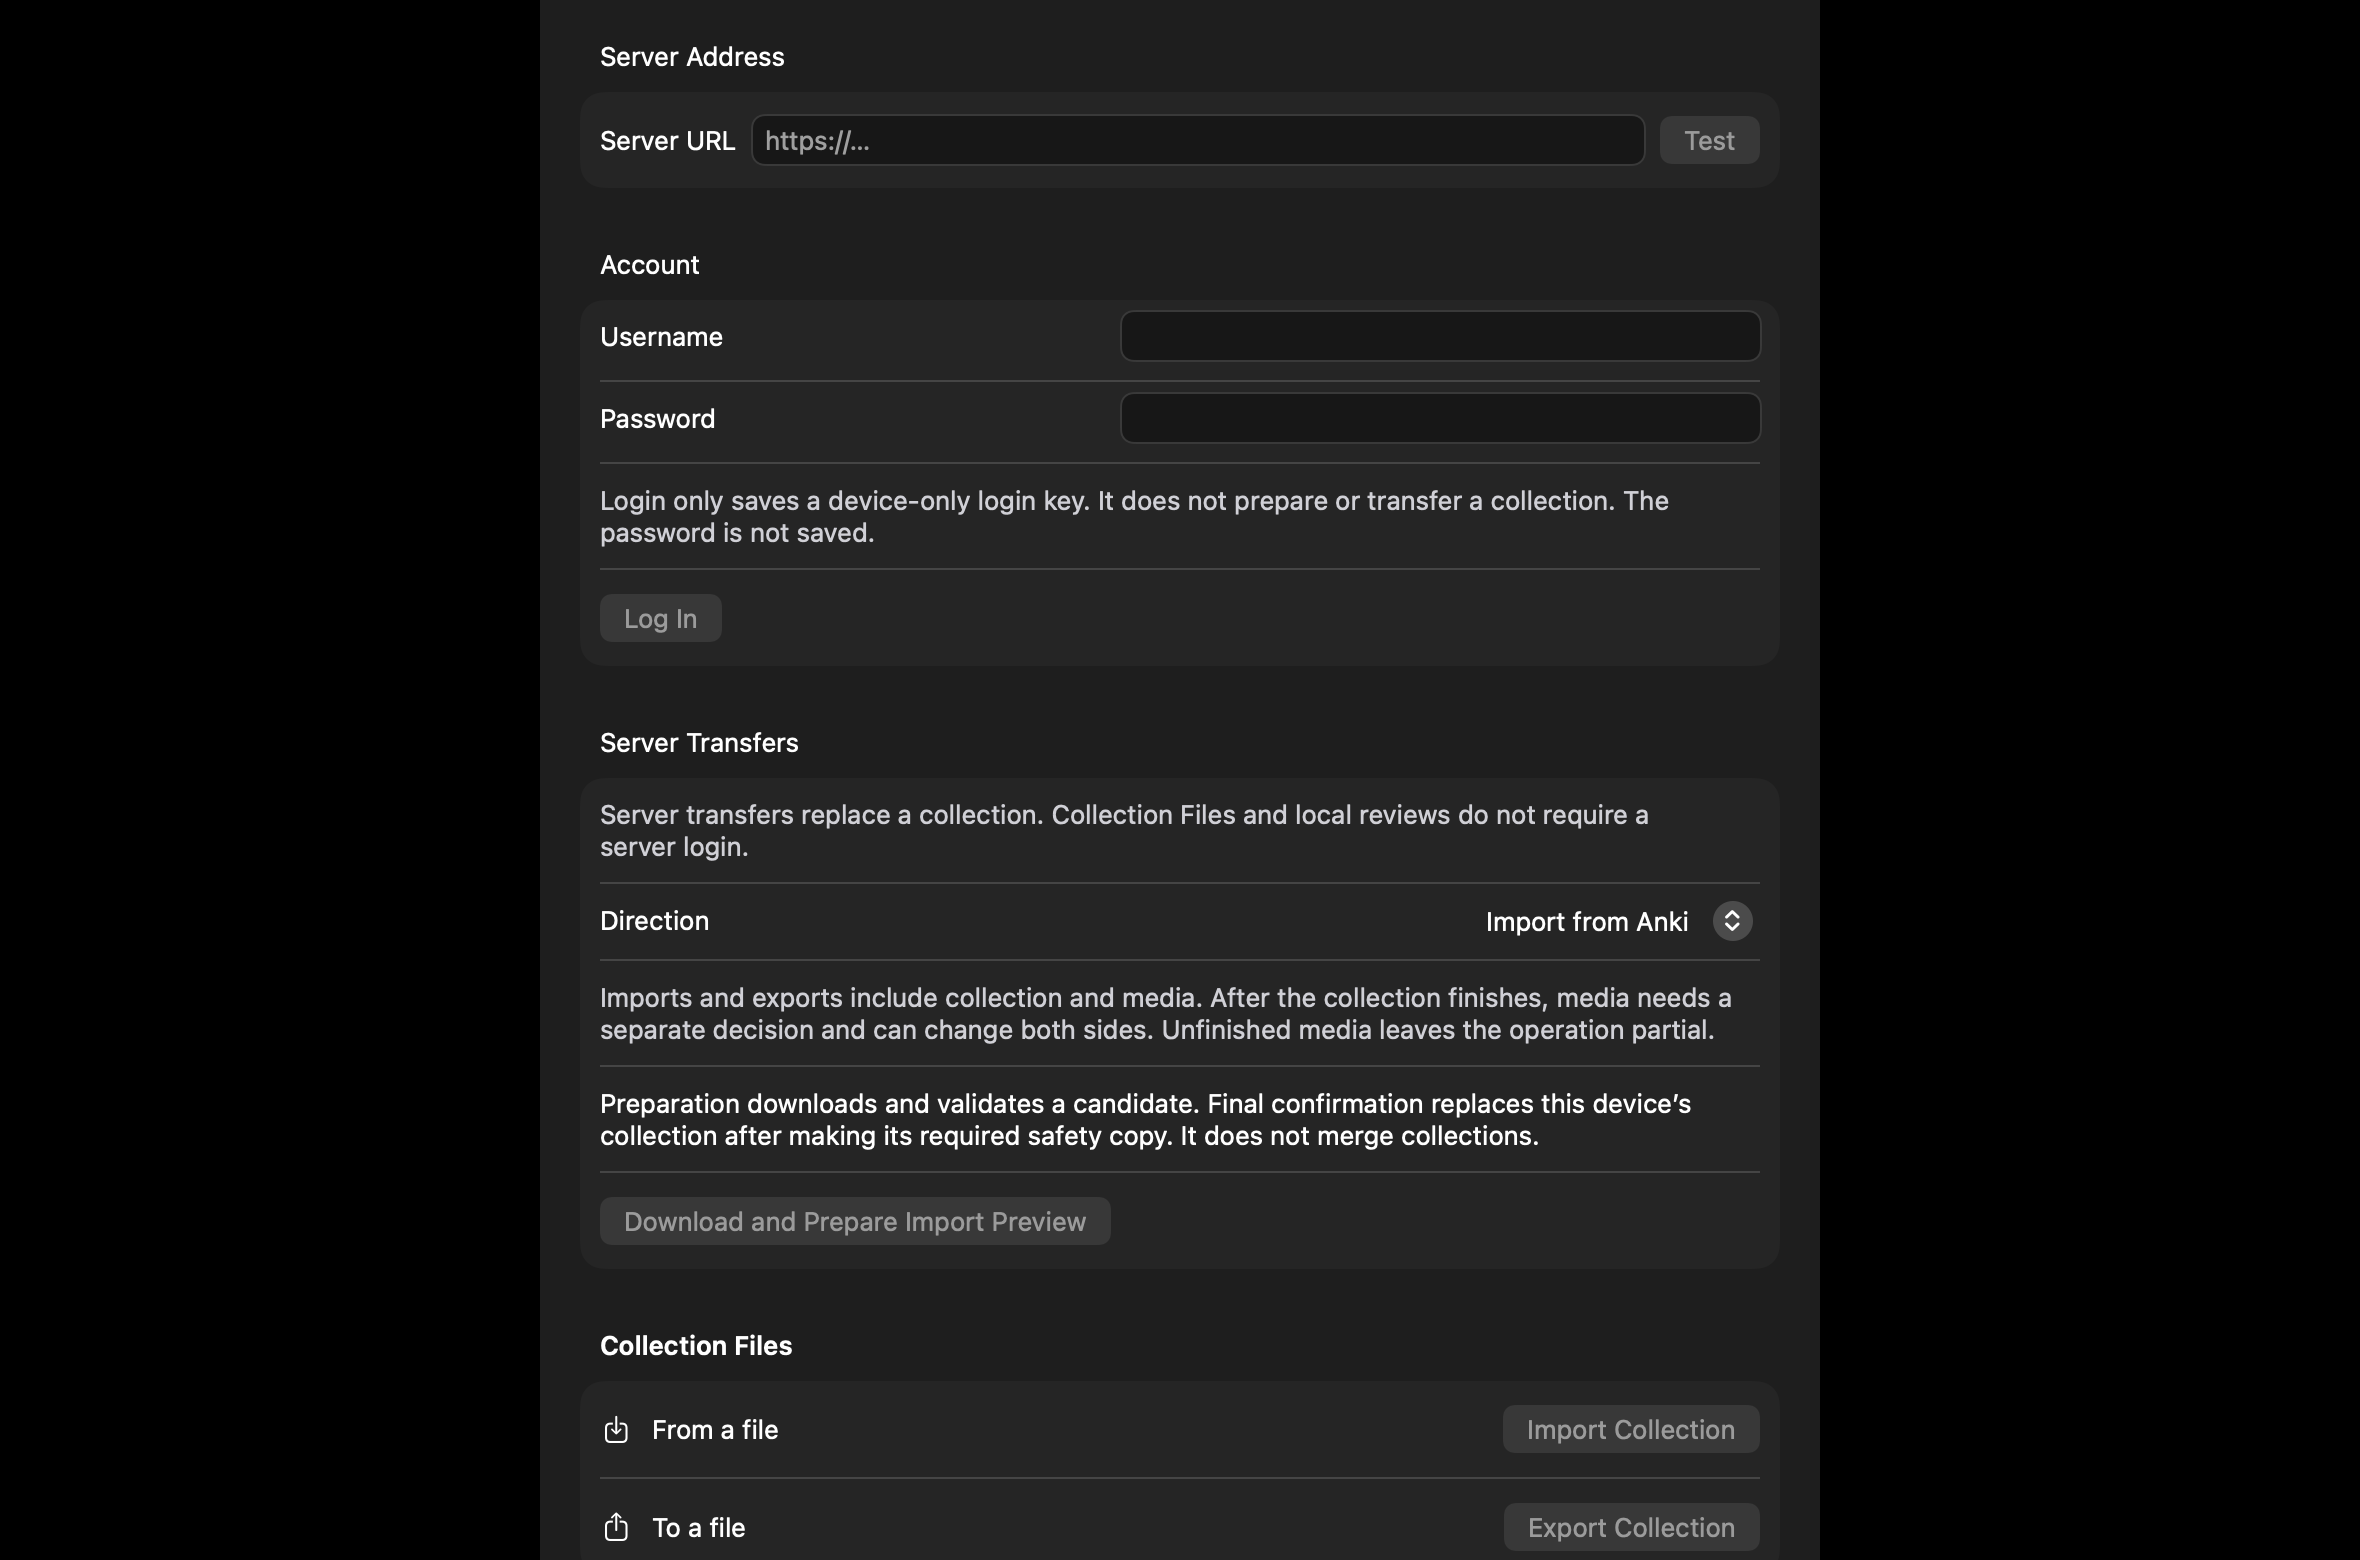 Server Address
Server URL https://... Test
Account
Username
Password
Login only saves a device-only login key. It does not prepare or transfer a collection. The
password is not saved.
Log In
Server Transfers
Server transfers replace a collection. Collection Files and local reviews do not require a
server login.
Direction Import from Anki
Imports and exports include collection and media. After the collection finishes, media needs a
separate decision and can change both sides. Unfinished media leaves the operation partial.
Preparation downloads and validates a candidate. Final confirmation replaces this device’s
collection after making its required safety copy. It does not merge collections.
Download and Prepare Import Preview
Collection Files
From a file Import Collection
To a file Export Collection